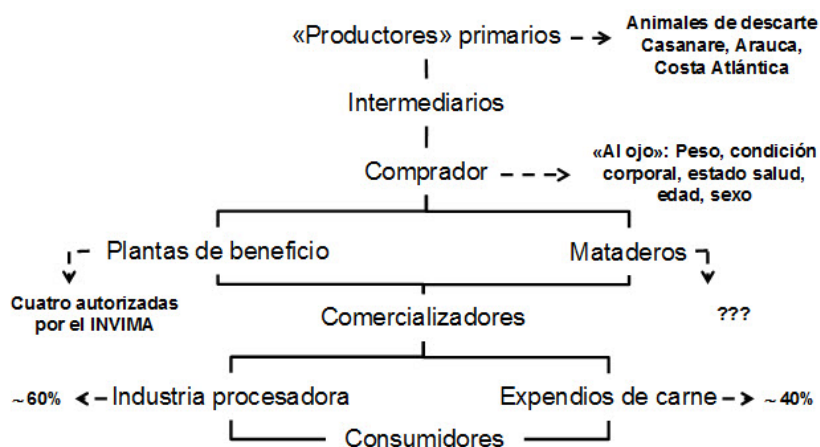 «Productores» primarios
Animales de descarte
Casanare, Arauca,
Costa Atlántica
Intermediarios
Comprador
«Al ojo»: Peso, condición
corporal, estado salud,
edad, sexo
Plantas de beneficio
Mataderos
Cuatro autorizadas
por el INVIMA
Comercializadores
???
~60%
Industria procesadora
Expendios de carne
~40%
Consumidores